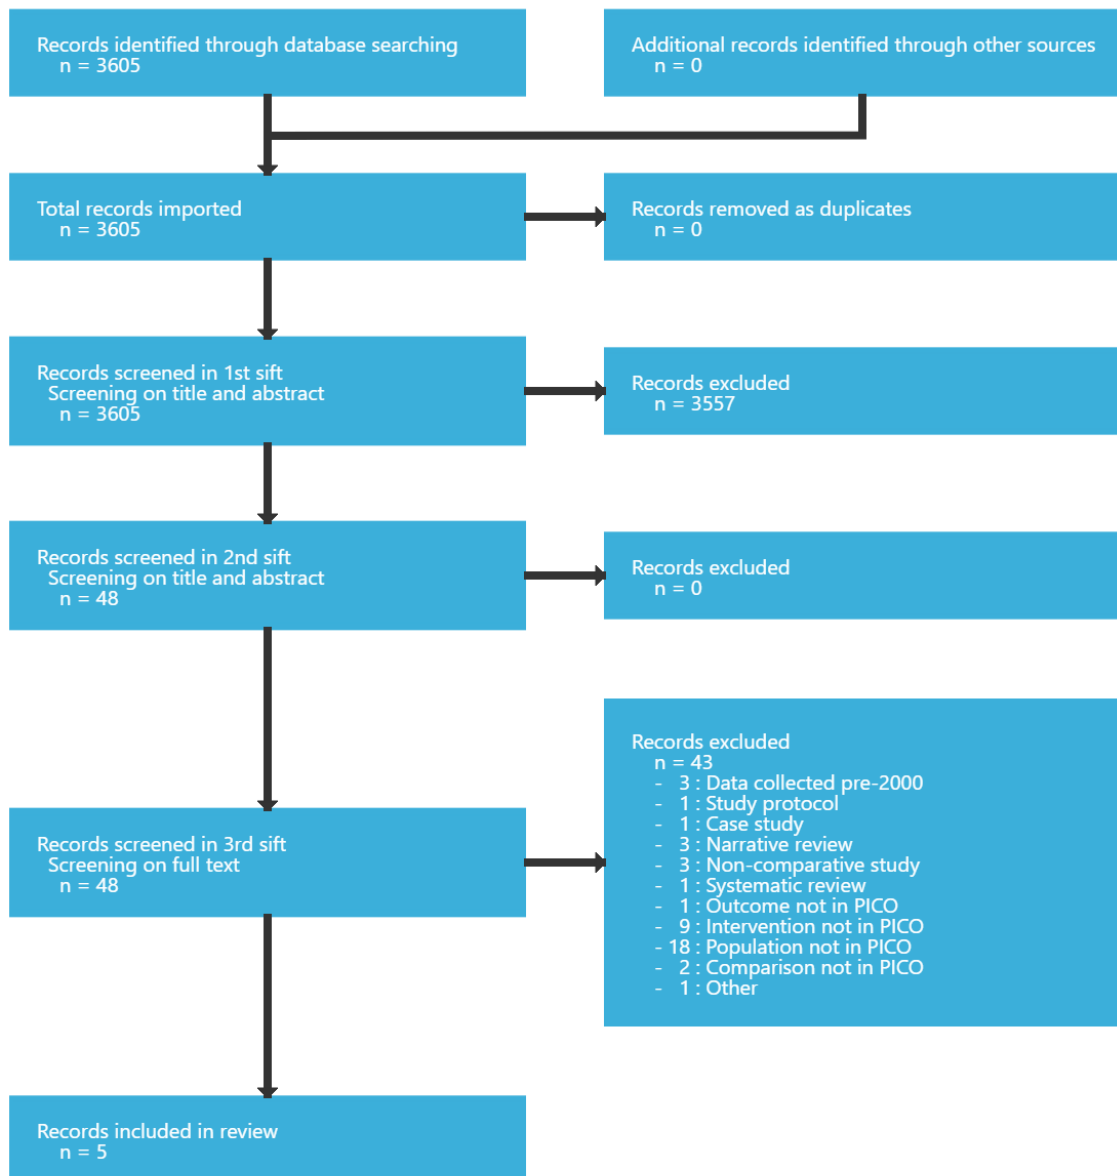 Records identified through database searching
n = 3605
Additional records identified through other sources
n = 0
Total records imported
n = 3605
Records removed as duplicates
n = 0
Records screened in 1st sift
Screening on title and abstract
n = 3605
Records excluded
n = 3557
Records screened in 2nd sift
Screening on title and abstract
n = 48
Records excluded
n = 0
Records screened in 3rd sift
Screening on full text
n = 48
Records excluded
n = 43
- 3 : Data collected pre-2000
- 1 : Study protocol
- 1 : Case study
- 3 : Narrative review
- 3 : Non-comparative study
- 1 : Systematic review
- 1 : Outcome not in PICO
- 9 : Intervention not in PICO
- 18 : Population not in PICO
- 2 : Comparison not in PICO
- 1 : Other
Records included in review
n = 5